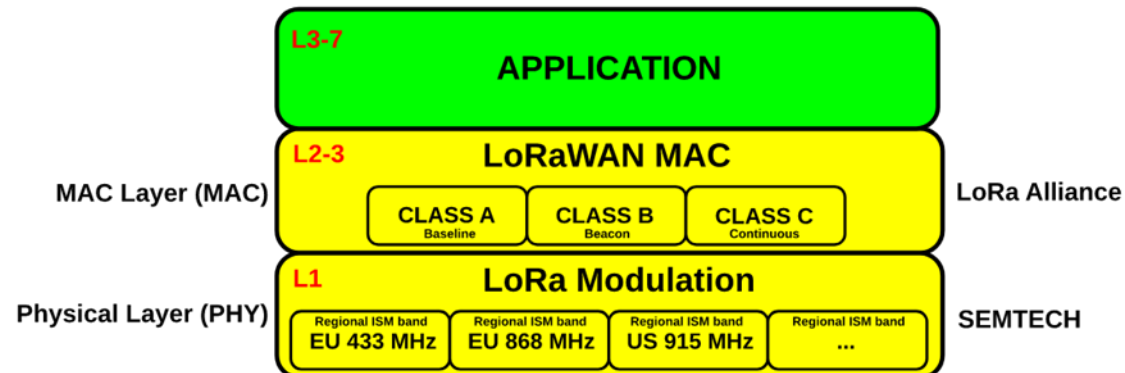 L3-7
APPLICATION
L2-3
LoRaWAN MAC
MAC Layer (MAC)
CLASS A
Baseline
CLASS B
Beacon
CLASS C
Continuous
LoRa Alliance
L1
LoRa Modulation
Physical Layer (PHY)
Regional ISM band
EU 433 MHz
Regional ISM band
EU 868 MHz
Regional ISM band
US 915 MHz
Regional ISM band
...
SEMTECH